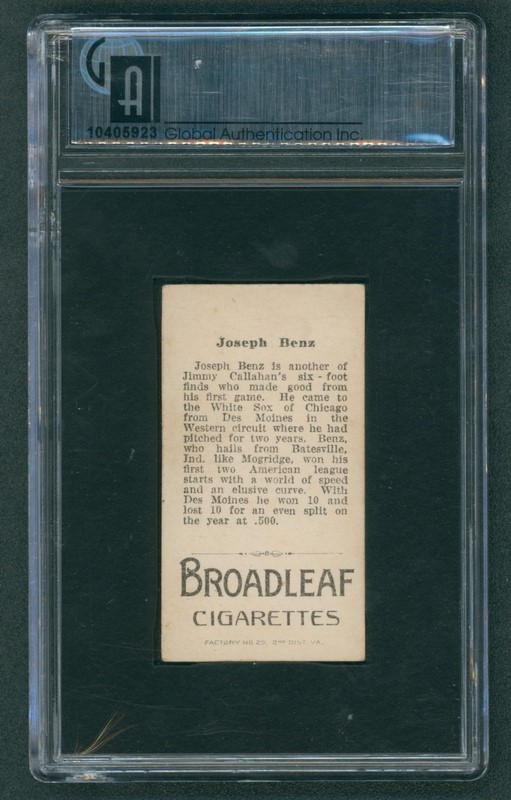 GA
10405923 Global Authentication Inc.
Joseph Benz
Joseph Benz is another of
Jimmy Callahan's six - foot
finds who made good from
his first game. He came to
the White Sox of Chicago
from Des Moines in the
Western circuit where he had
pitched for two years. Benz,
who hails from Batesville,
Ind. like Mogridge, won his
first two American league
starts with a world of speed
and an elusive curve. With
Des Moines he won 10 and
lost 10 for an even split on
the year at .500.
BROADLEAF
CIGARETTES
FACTORY NO. 25, 2ND DIST. VA.